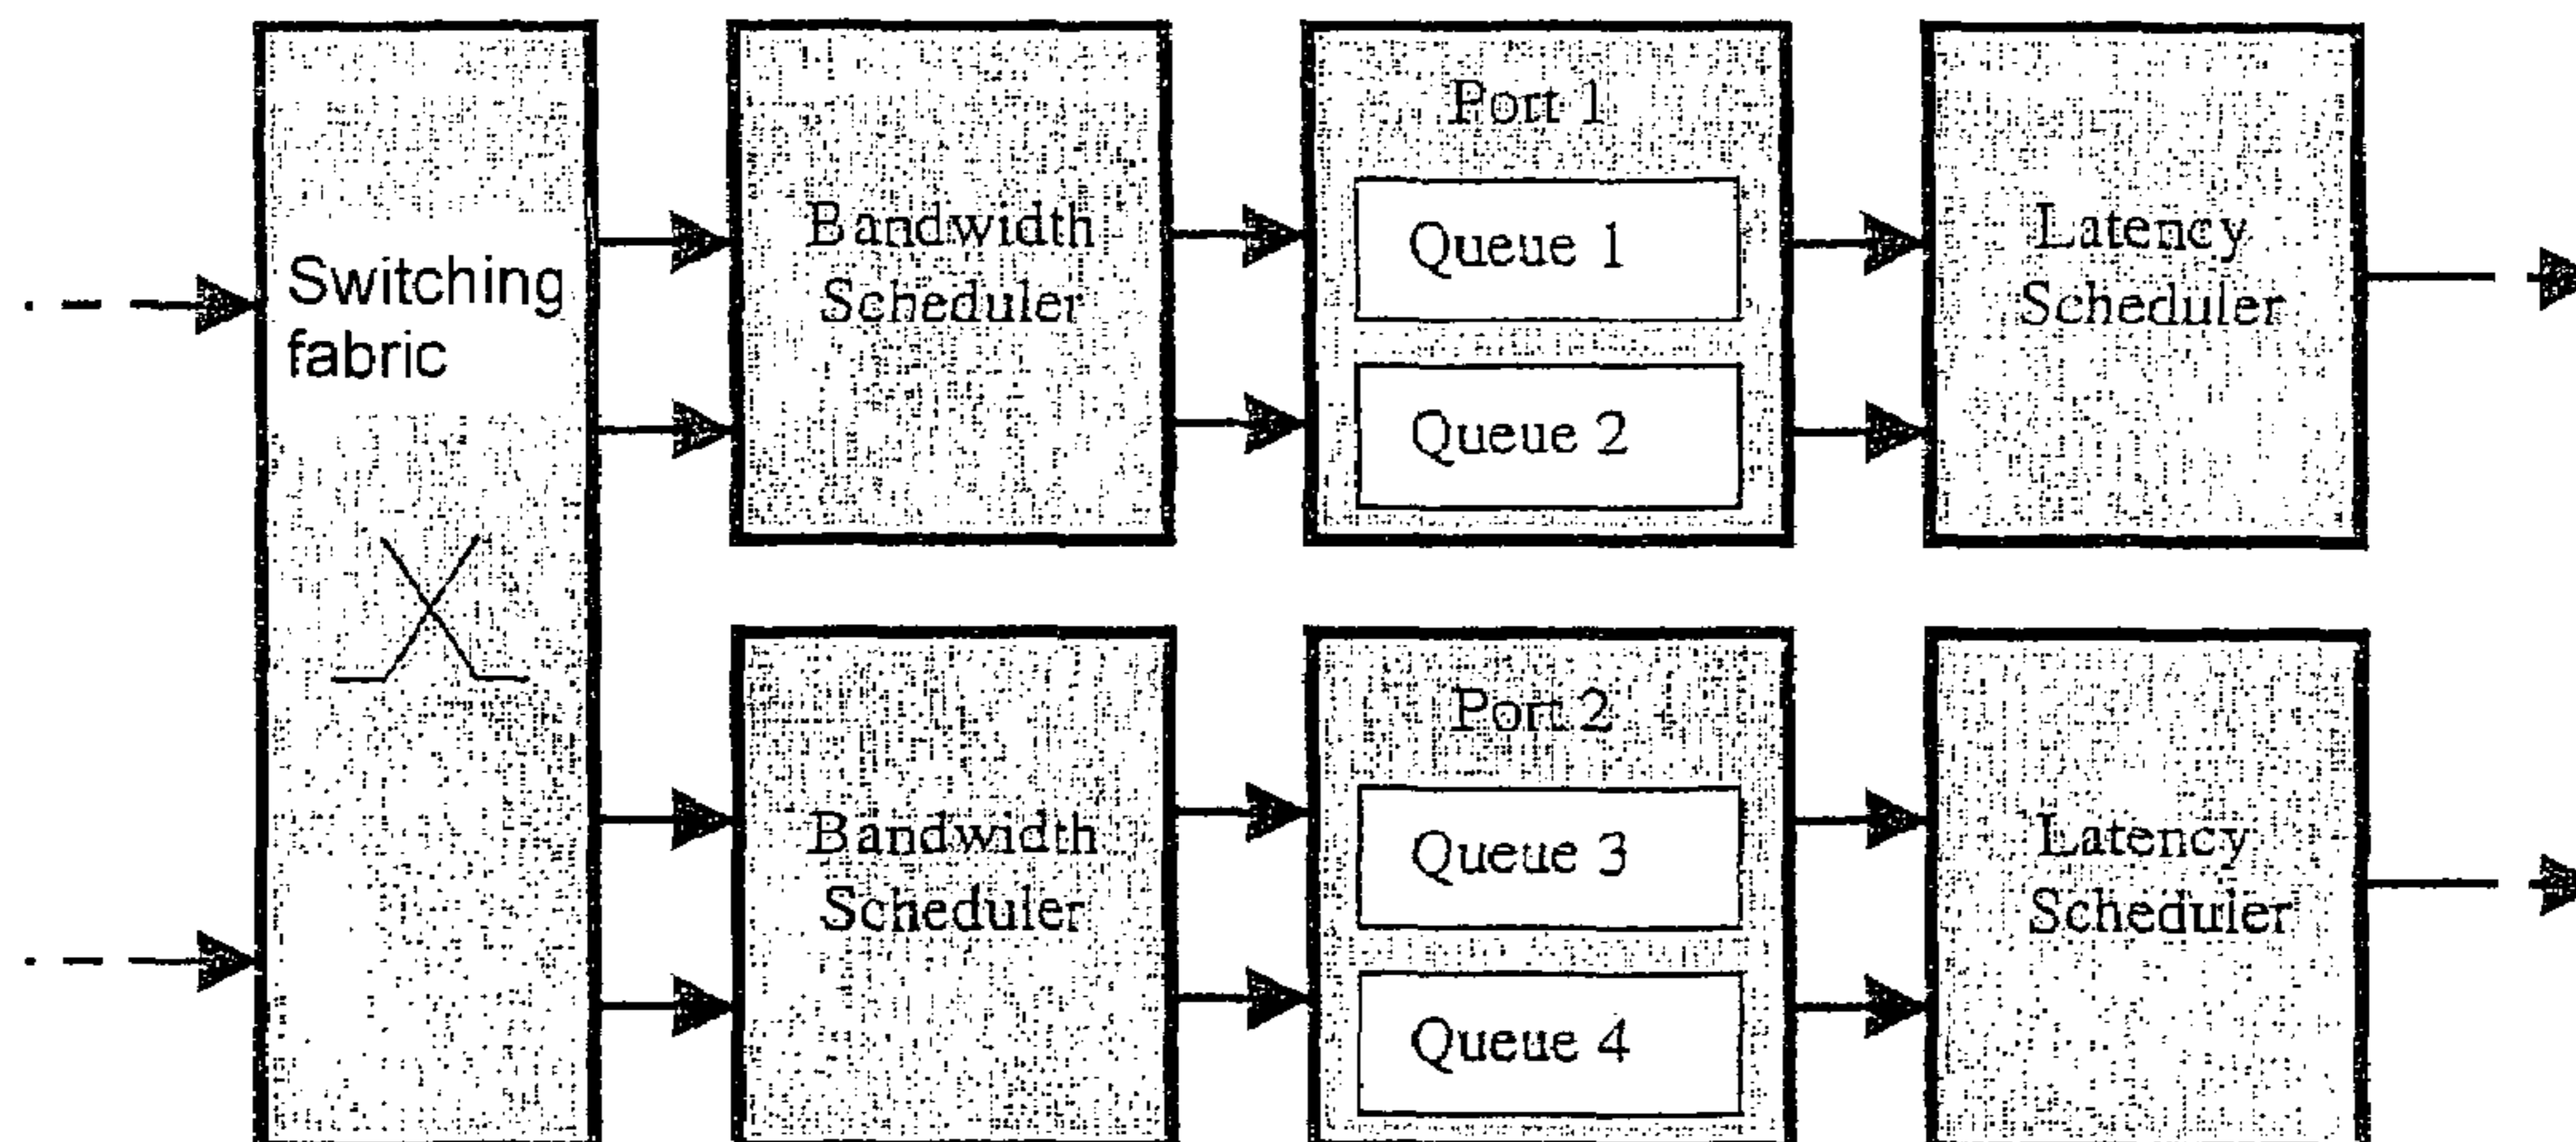 Switching
fabric
Bandwidth
Scheduler
Port 1
Queue 1
Queue 2
Latency
Scheduler
Bandwidth
Scheduler
Port 2
Queue 3
Queue 4
Latency
Scheduler